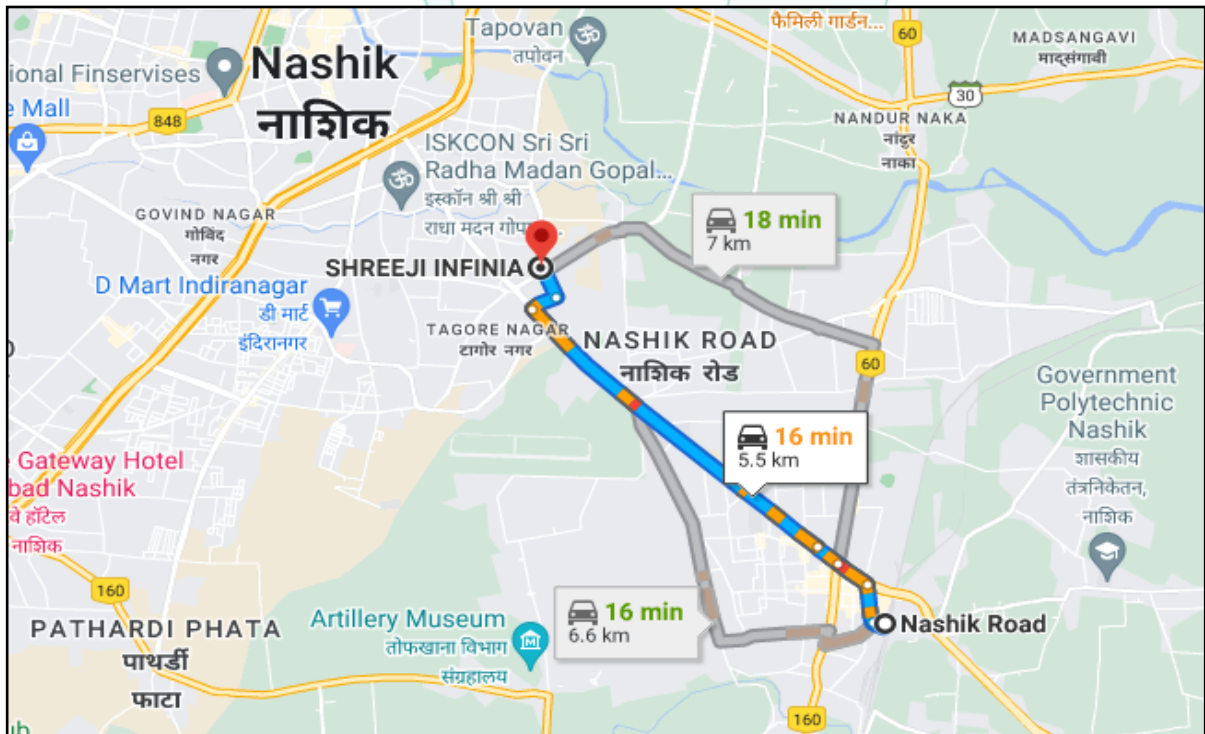 Tapovan
तपोवन
फैमिली गार्डन...
60
MADSANGAVI
माद्संगावी
ional Finservises
Nashik
नाशिक
e Mall
848
30
NANDUR NAKA
नांदुर
नाका
ISKCON Sri Sri
Radha Madan Gopal...
इस्कॉन श्री श्री
राधा मदन गोप
GOVIND NAGAR
गोविंद
नगर
18 min
7 km
SHREEJI INFINIA
D Mart Indiranagar
डी मार्ट
इंदिरानगर
TAGORE NAGAR
टागोर नगर
NASHIK ROAD
नाशिक रोड
60
Government
Polytechnic
Nashik
शासकीय
तंत्रनिकेतन,
नाशिक
16 min
5.5 km
e Gateway Hotel
bad Nashik
वे हॉटेल
नाशिक
160
PATHARDI PHATA
पाथर्डी
फाटा
Artillery Museum
तोफखाना विभाग
संग्रहालय
16 min
6.6 km
Nashik Road
160